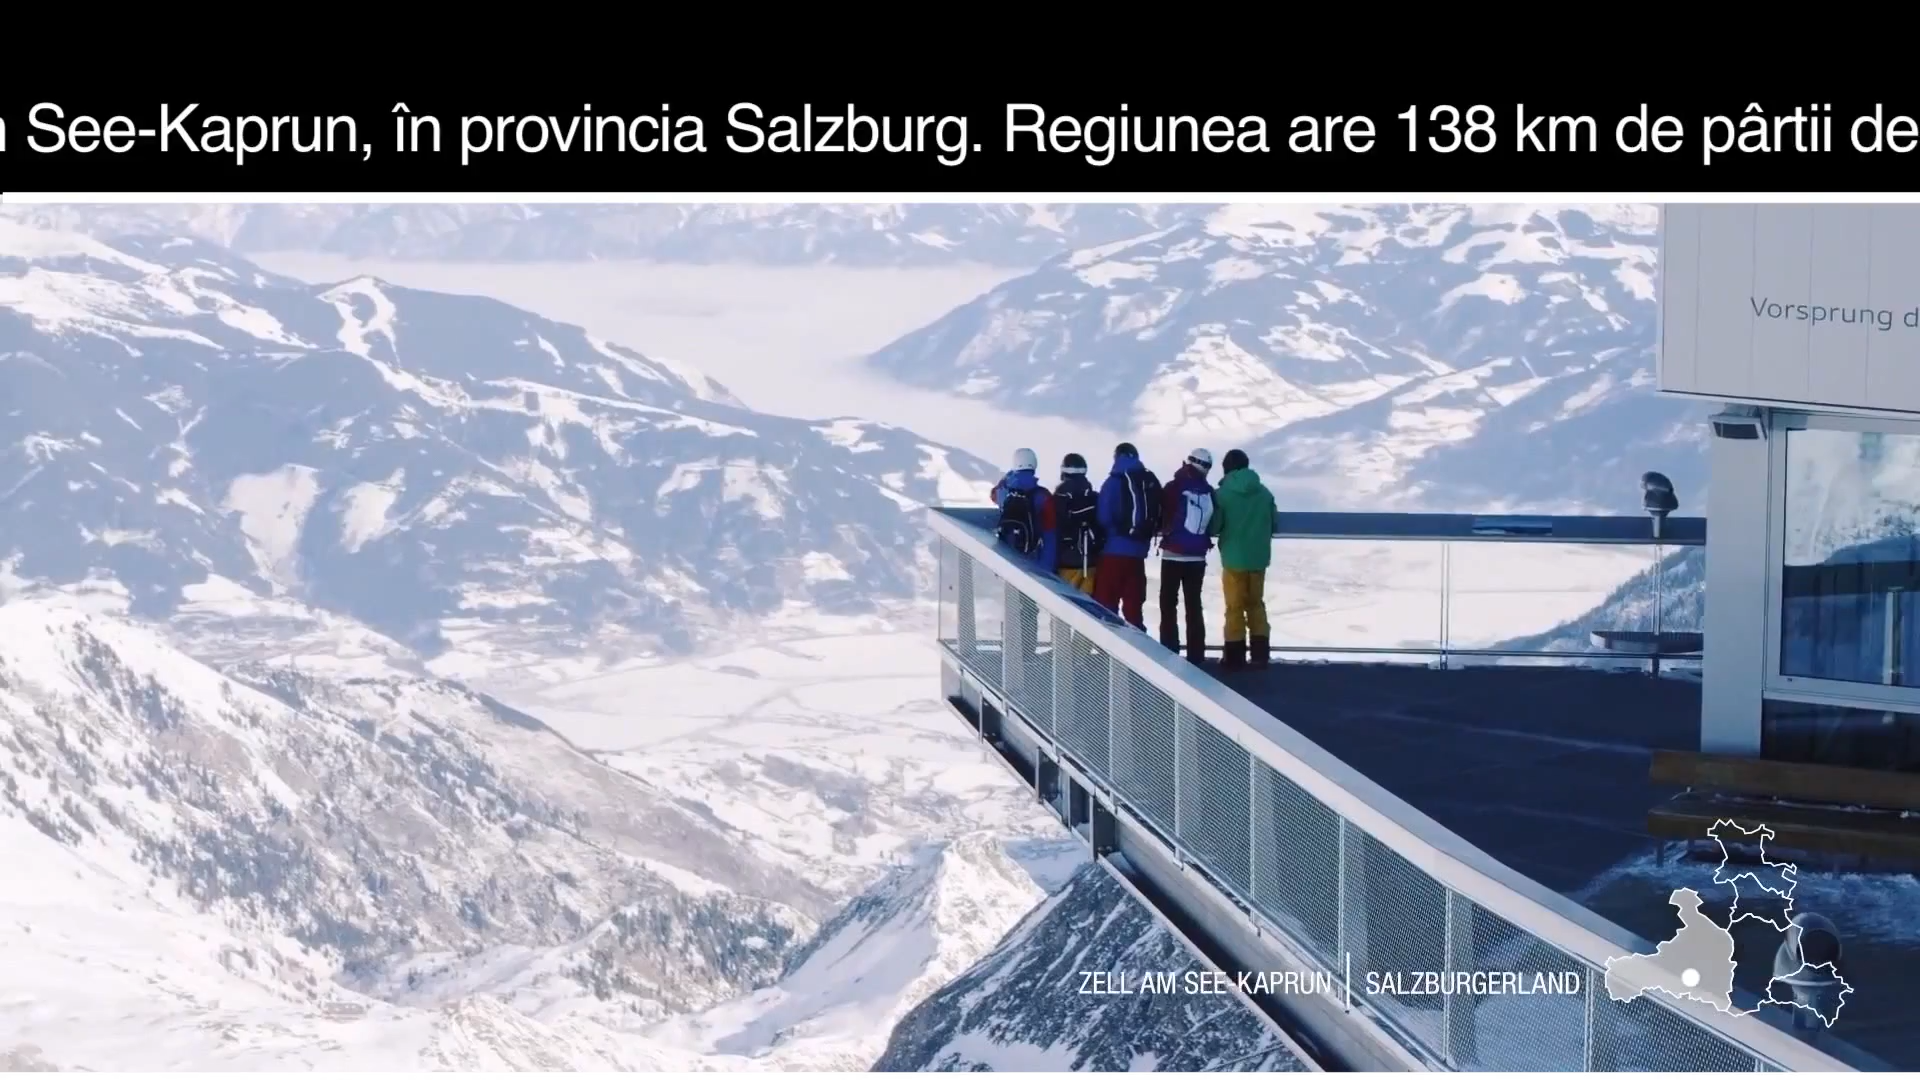 See-Kaprun, în provincia Salzburg. Regiunea are 138 km de pârtii de
Vorsprung d
ZELL AM SEE-KAPRUN | SALZBURGERLAND